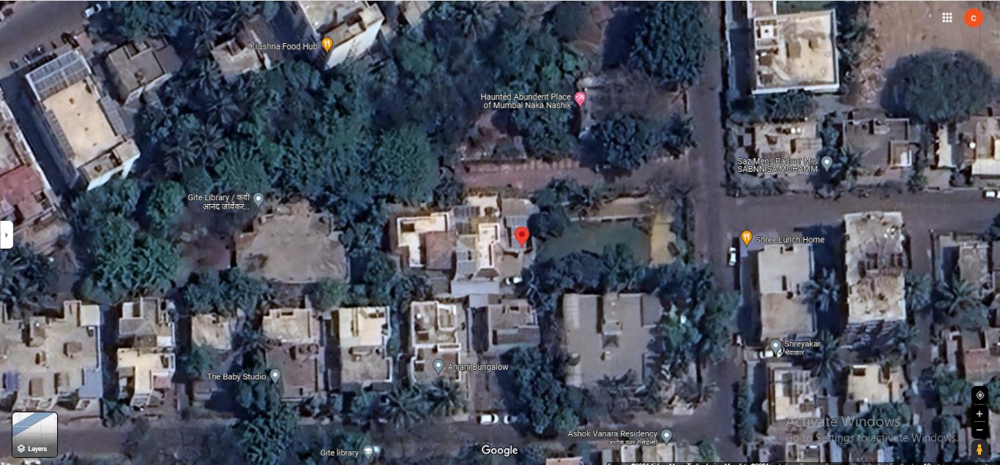 C
Krushna Food Hub
Haunted Abundent Place
of Mumbai Naka Nashik
Saz Mens Parlour Mrs
SABNNISA MOHAMM
Gite Library / कवी
आनंद जोर्वेकर...
Shree Lunch Home
Shreyakar
श्रेयाकार
Anjani Bungalow
The Baby Studio
Activate Windows
Go to Settings to activate Windows.
Ashok Vanara Residency
अशोक वनर रेसिडेन्सी
Layers
Google
Gite library